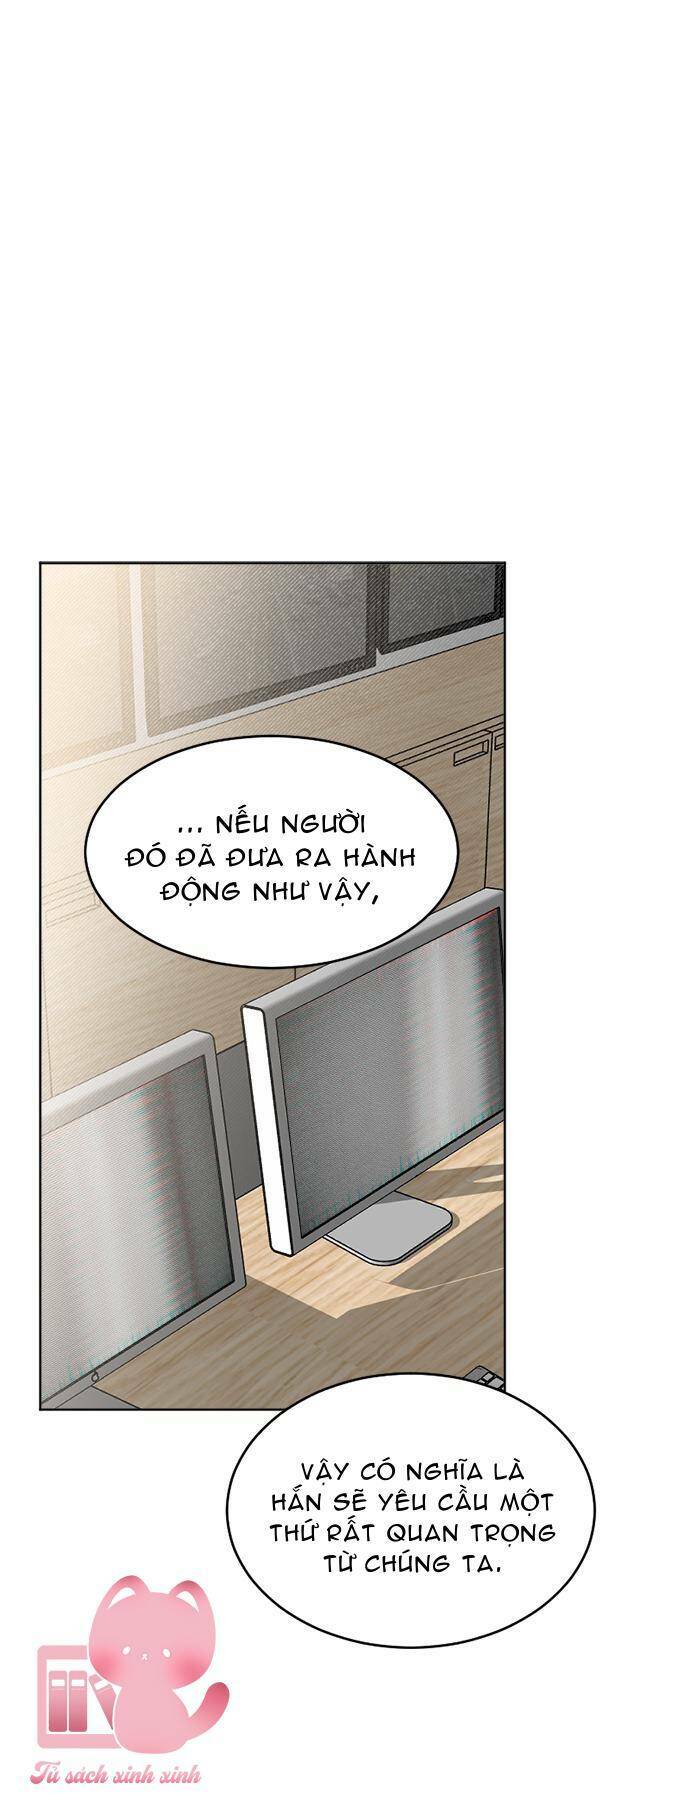 ... NẾU NGƯỜI
ĐÓ ĐÃ ĐƯA RA HÀNH
ĐỘNG NHƯ VẬY,
VẬY CÓ NGHĨA LÀ
HẮN SẼ YÊU CẦU MỘT
THỨ RẤT QUAN TRỌNG
TỪ CHÚNG TA.
Tủ sách xinh xinh